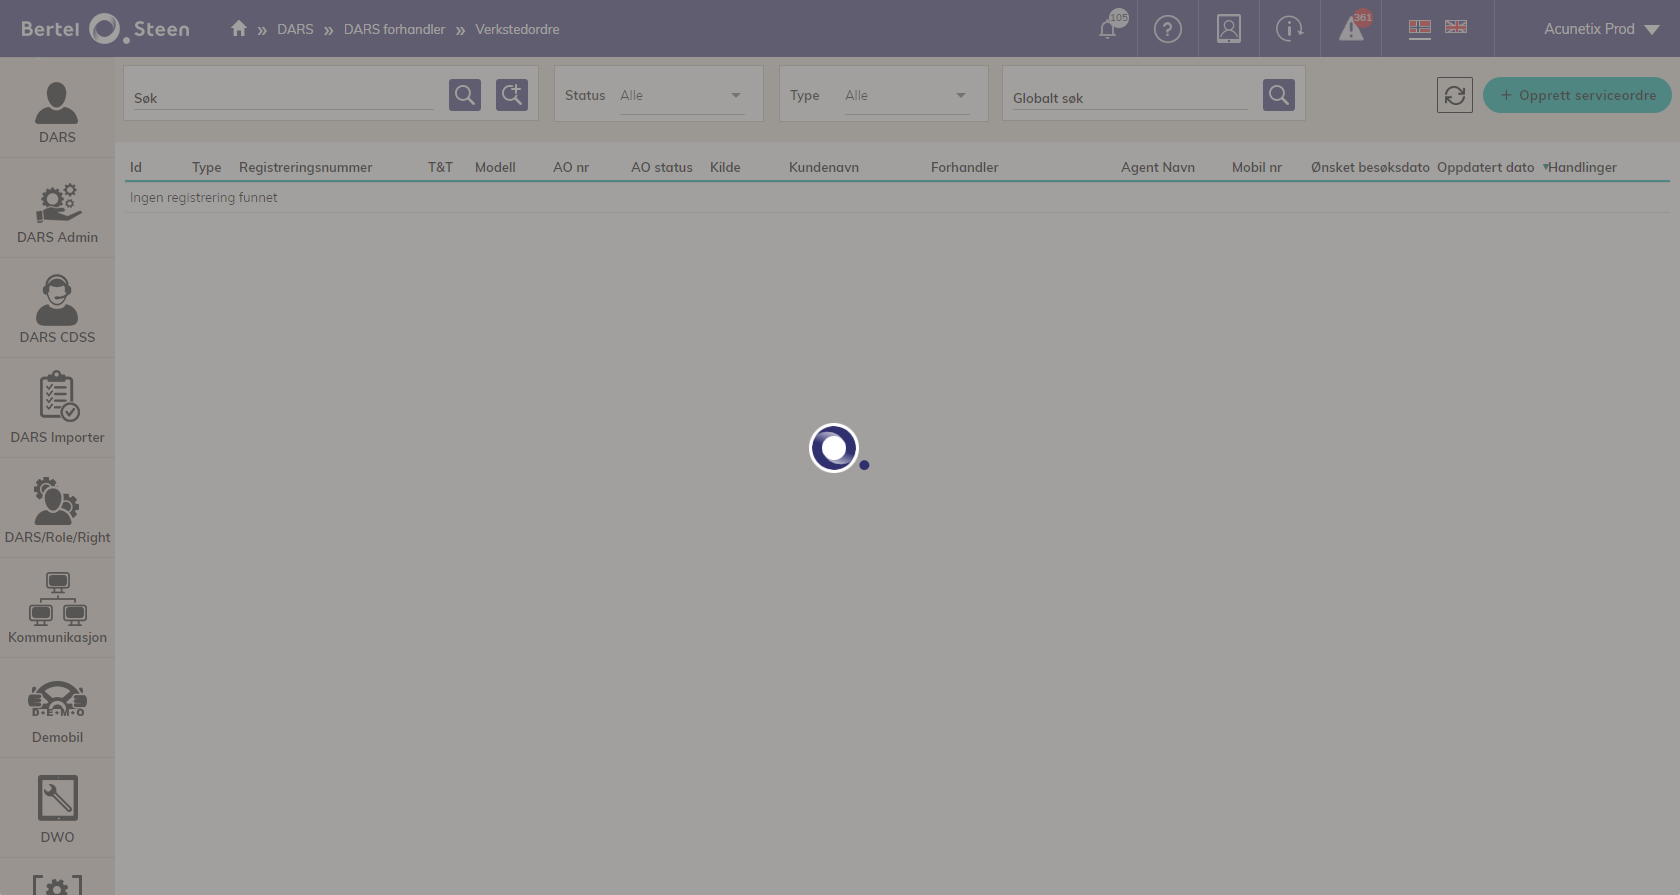 Bertel O. Steen
DARS
DARS forhandler
Verkstedordre
105
361
Acunetix Prod
Søk
Status
Alle
Type
Alle
Globalt søk
+ Opprett serviceordre
Id Type Registreringsnummer T&T Modell AO nr AO status Kilde Kundenavn Forhandler Agent Navn Mobil nr Ønsket besøksdato Oppdatert dato Handlinger
Ingen registrering funnet
DARS
DARS Admin
DARS CDSS
DARS Importer
DARS/Role/Right
Kommunikasjon
D•E•M•O
Demobil
DWO